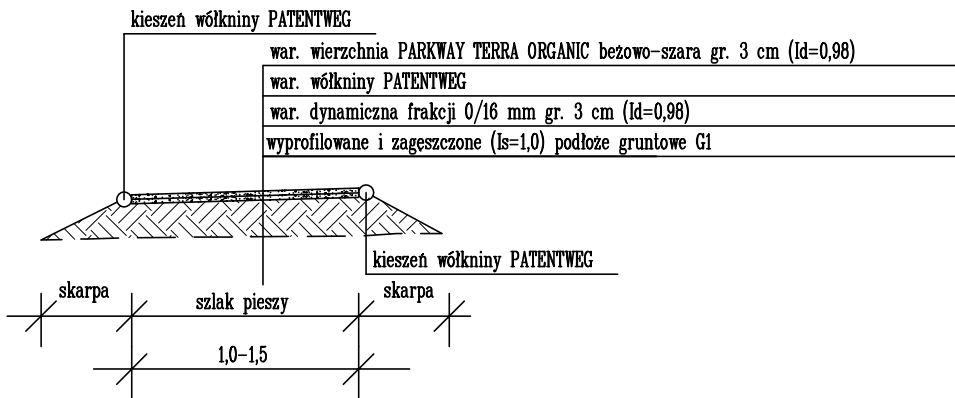 kieszeń wółkniny PATENTWEG
war. wierzchnia PARKWAY TERRA ORGANIC beżowo-szara gr. 3 cm (Id=0,98)
war. wółkniny PATENTWEG
war. dynamiczna frakcji 0/16 mm gr. 3 cm (Id=0,98)
wyprofilowane i zagęszczone (Is=1,0) podłoże gruntowe G1
kieszeń wółkniny PATENTWEG
skarpa
szlak pieszy
skarpa
1,0-1,5